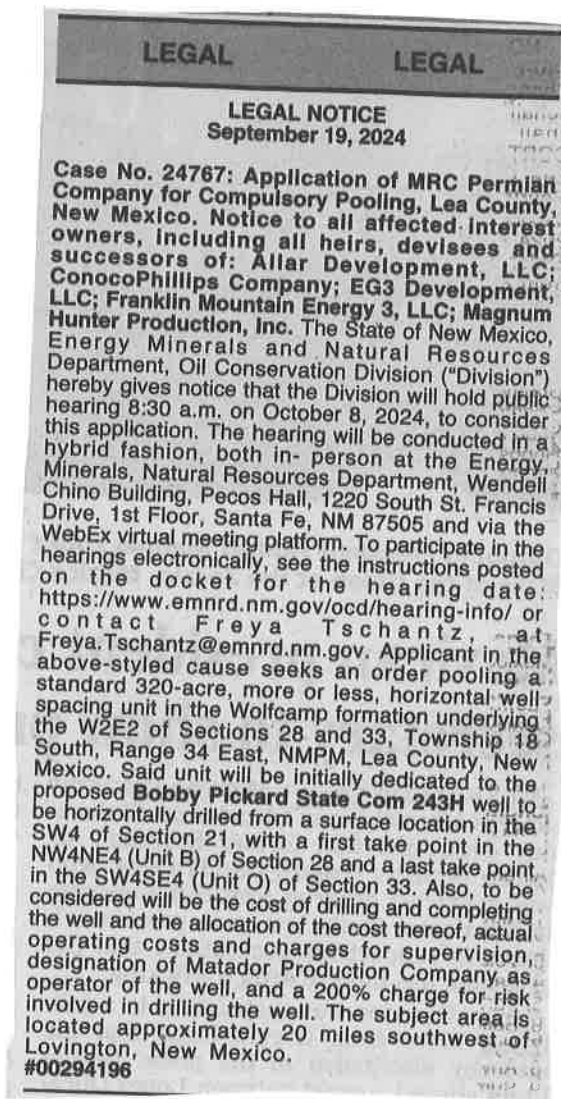 LEGAL LEGAL
LEGAL NOTICE
September 19, 2024
Case No. 24767: Application of MRC Permian
Company for Compulsory Pooling, Lea County,
New Mexico. Notice to all affected interest
owners, including all heirs, devisees and
successors of: Allar Development, LLC;
ConocoPhillips Company; EG3 Development,
LLC; Franklin Mountain Energy 3, LLC; Magnum
Hunter Production, Inc. The State of New Mexico,
Energy Minerals and Natural Resources
Department, Oil Conservation Division ("Division")
hereby gives notice that the Division will hold public
hearing 8:30 a.m. on October 8, 2024, to consider
this application. The hearing will be conducted in a
hybrid fashion, both in- person at the Energy,
Minerals, Natural Resources Department, Wendell
Chino Building, Pecos Hall, 1220 South St. Francis
Drive, 1st Floor, Santa Fe, NM 87505 and via the
WebEx virtual meeting platform. To participate in the
hearings electronically, see the instructions posted
on the docket for the hearing date:
https://www.emnrd.nm.gov/ocd/hearing-info/ or
contact Freya Tschantz, at
Freya.Tschantz@emnrd.nm.gov. Applicant in the
above-styled cause seeks an order pooling a
standard 320-acre, more or less, horizontal well
spacing unit in the Wolfcamp formation underlying
the W2E2 of Sections 28 and 33, Township 18
South, Range 34 East, NMPM, Lea County, New
Mexico. Said unit will be initially dedicated to the
proposed Bobby Pickard State Com 243H well to
be horizontally drilled from a surface location in the
SW4 of Section 21, with a first take point in the
NW4NE4 (Unit B) of Section 28 and a last take point
in the SW4SE4 (Unit O) of Section 33. Also, to be
considered will be the cost of drilling and completing
the well and the allocation of the cost thereof, actual
operating costs and charges for supervision,
designation of Matador Production Company as
operator of the well, and a 200% charge for risk
involved in drilling the well. The subject area is
located approximately 20 miles southwest of
Lovington, New Mexico.
#00294196